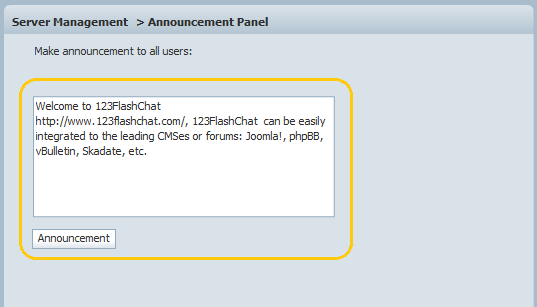 Server Management > Announcement Panel
Make announcement to all users:
Welcome to 123FlashChat
http://www.123flashchat.com/, 123FlashChat can be easily
integrated to the leading CMSes or forums: Joomla!, phpBB,
vBulletin, Skadate, etc.
Announcement